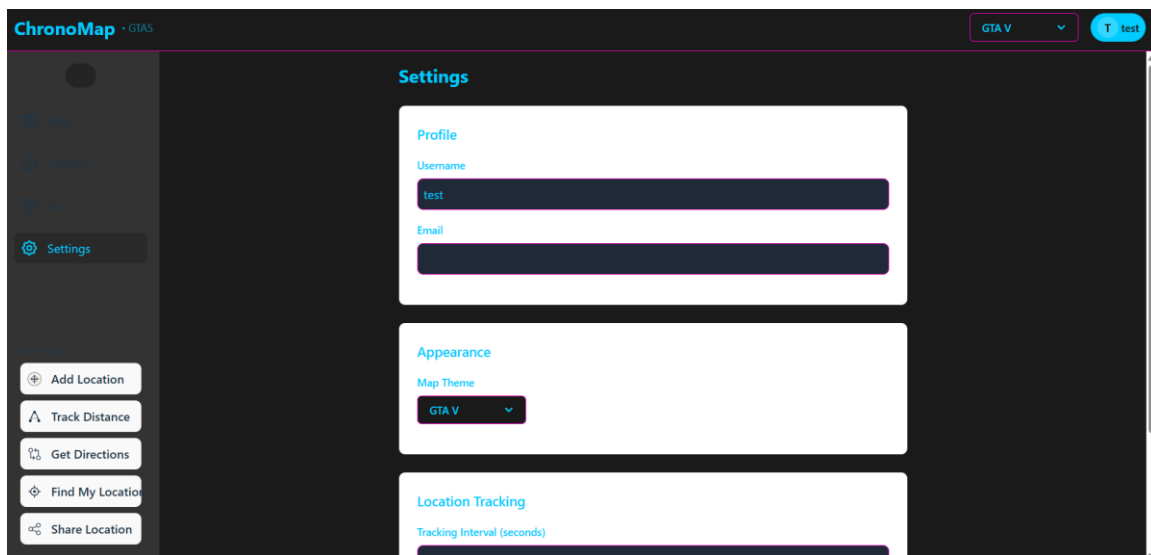 ChronoMap • GTA5
GTA V
T test
Settings
Settings
Profile
Username
test
Email
Appearance
Map Theme
GTA V
Location Tracking
Tracking Interval (seconds)
Add Location
Track Distance
Get Directions
Find My Location
Share Location